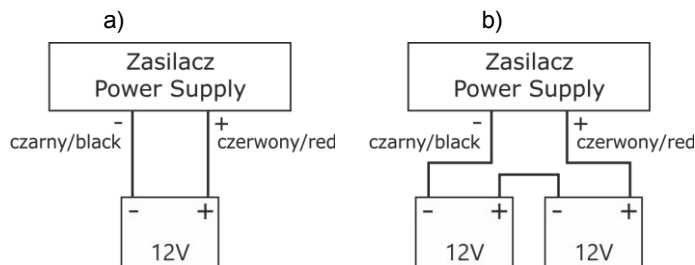 a)
Zasilacz
Power Supply
- +
czarny/black czerwony/red
- +
12V
b)
Zasilacz
Power Supply
- +
czarny/black czerwony/red
- + - +
12V 12V